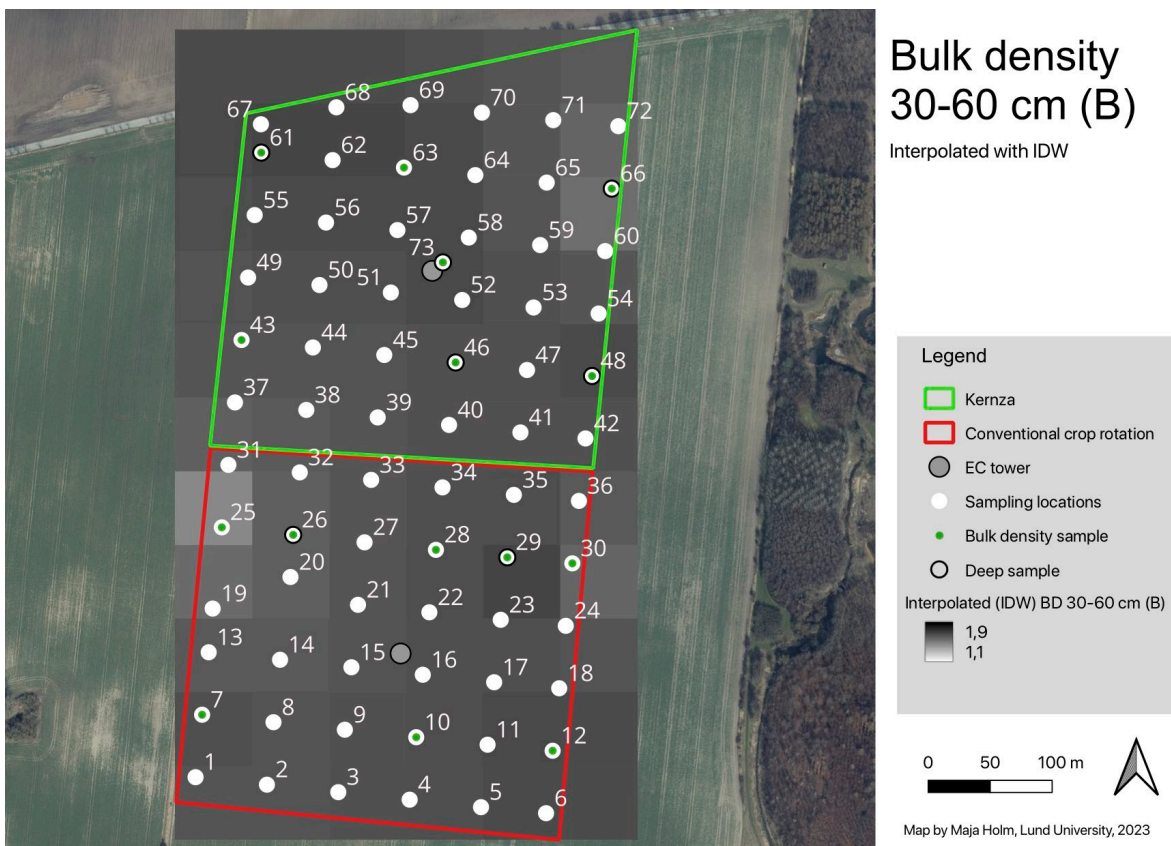 Bulk density
30-60 cm (B)
Interpolated with IDW
67 68 69 70 71 72
61 62 63 64 65 66
55 56 57 58 59 60
73
49 50 51 52 53 54
43 44 45 46 47 48
37 38 39 40 41 42
31 32 33 34 35 36
25 26 27 28 29 30
19 20 21 22 23 24
13 14 15 16 17 18
7 8 9 10 11 12
1 2 3 4 5 6
Legend
Kernza
Conventional crop rotation
EC tower
Sampling locations
Bulk density sample
Deep sample
Interpolated (IDW) BD 30-60 cm (B)
1,9
1,1
0 50 100 m
Map by Maja Holm, Lund University, 2023